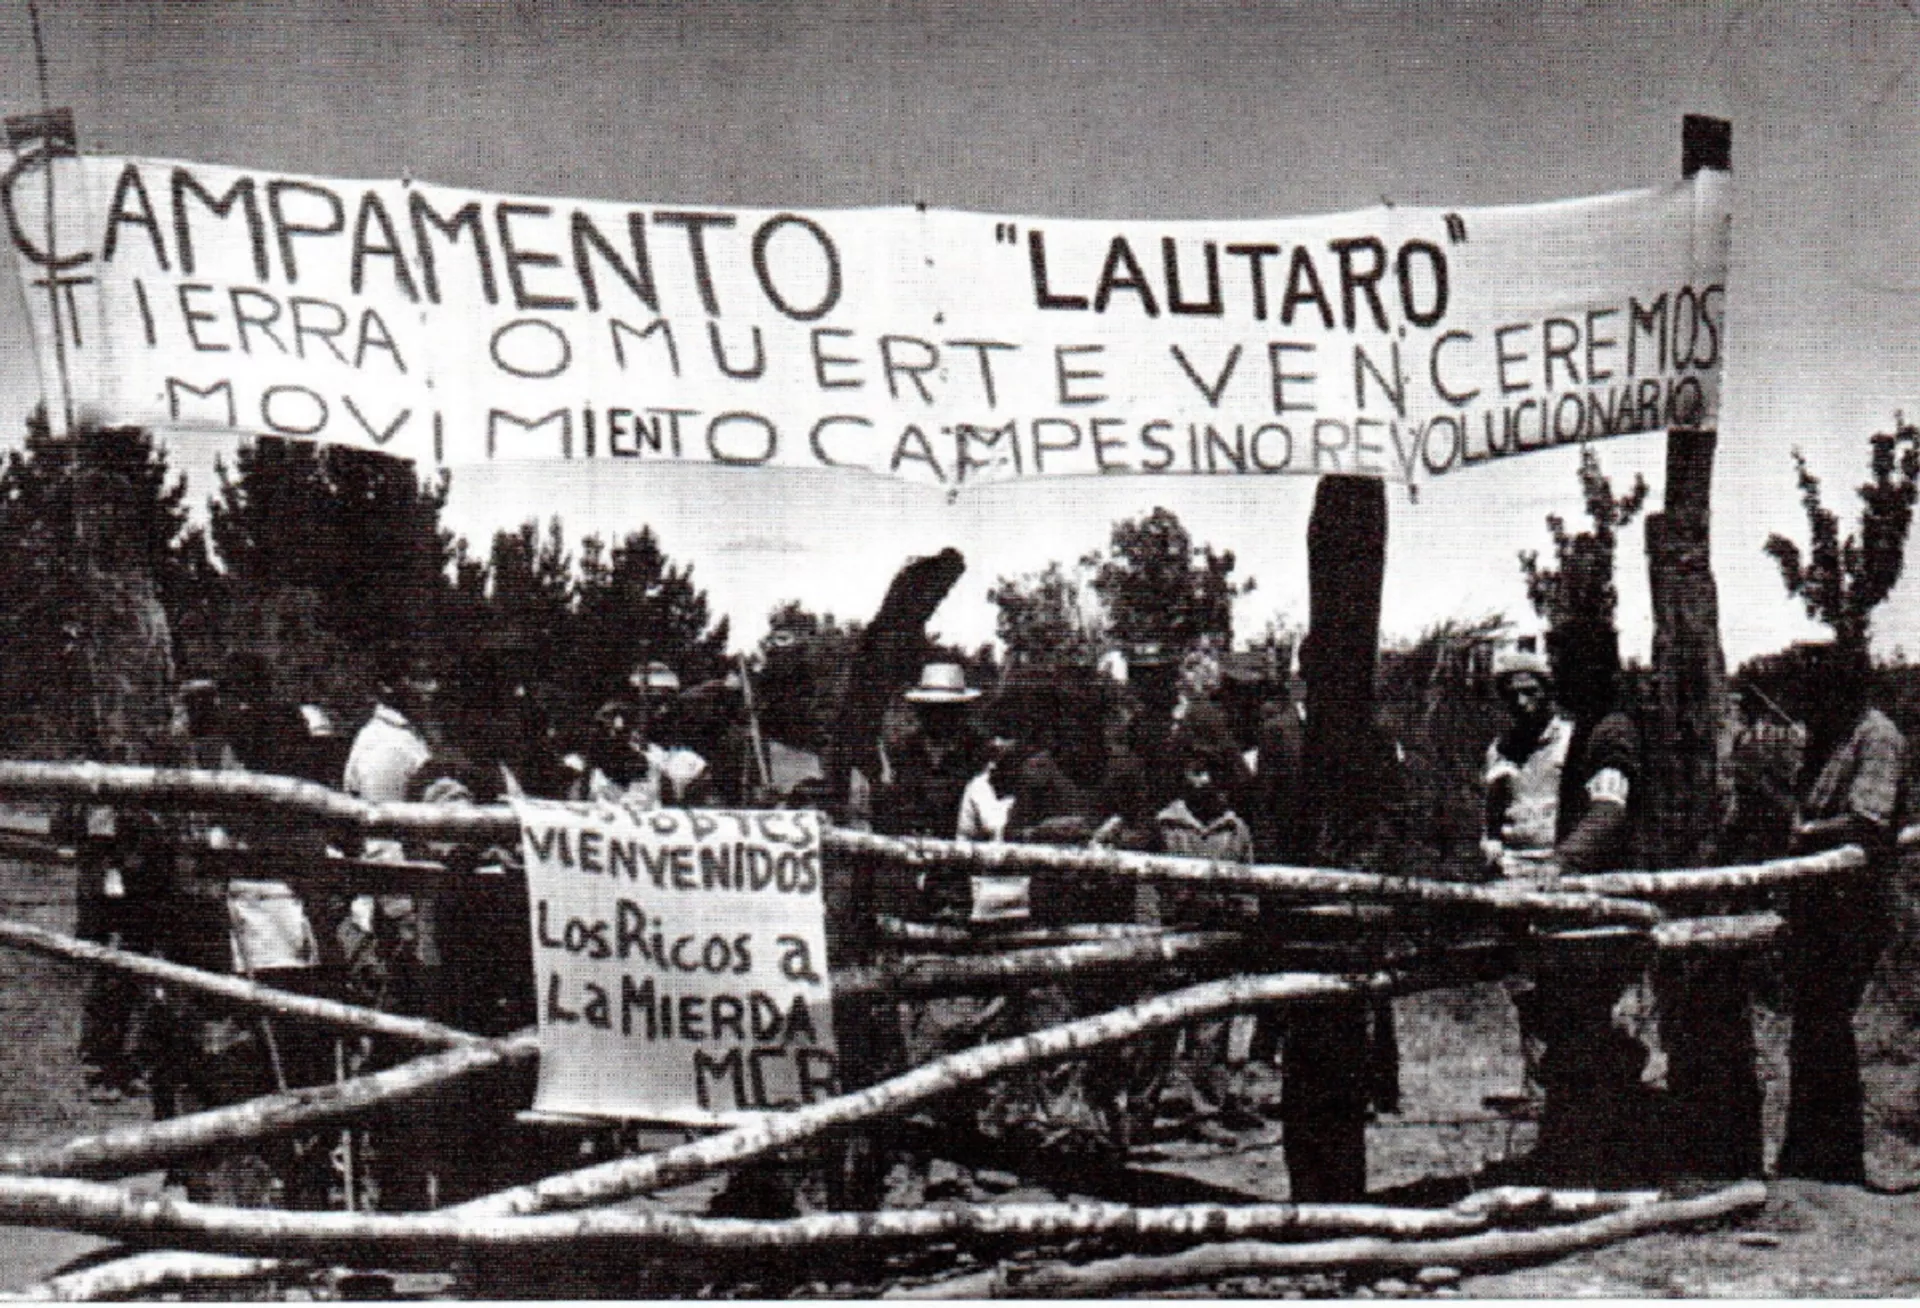 CAMPAMENTO "LAUTARO"
TIERRA O MUERTE VENCEREMOS
MOVIMIENTO CAMPESINO REVOLUCIONARIO
VIENVENIDOS
Los Ricos a
La MIERDA
MCR